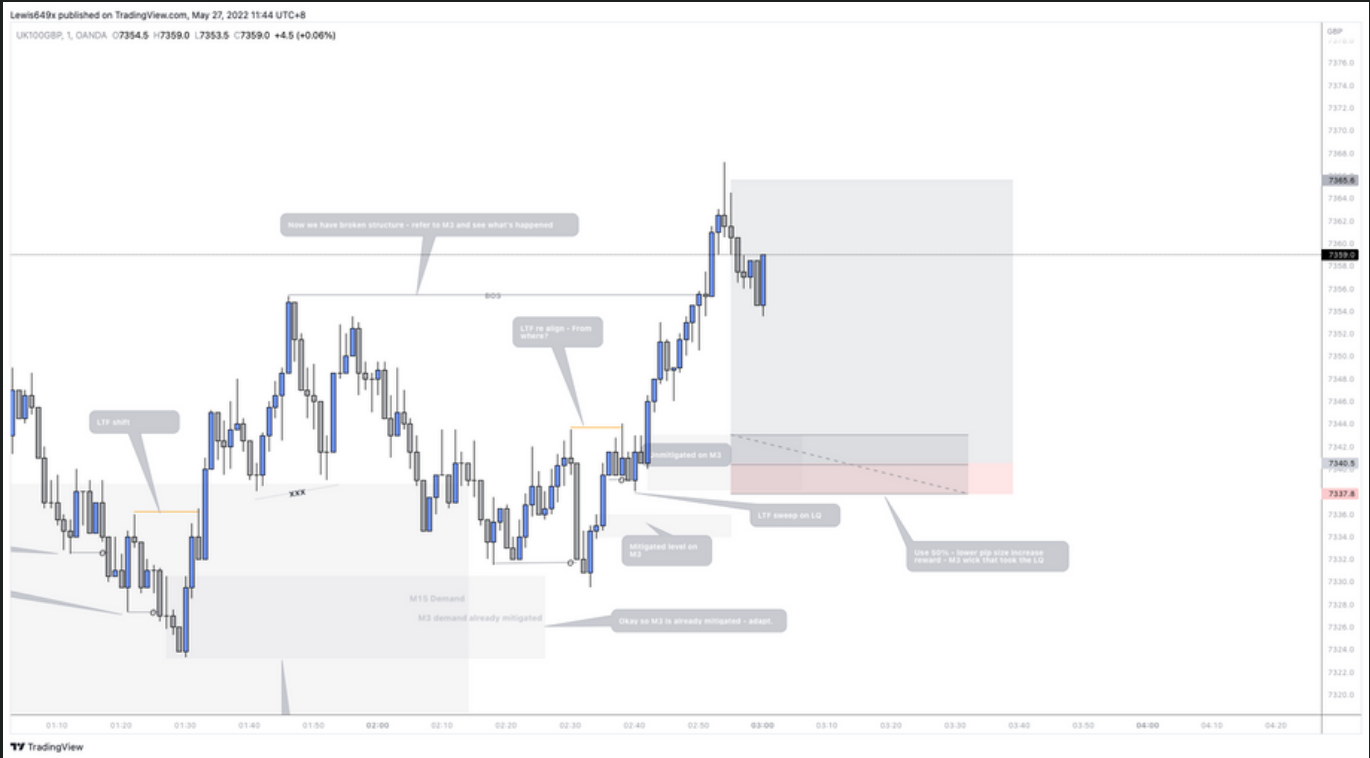 Lewis649x published on TradingView.com, May 27, 2022 11:44 UTC+8
UK100GBP, 1, OANDA O7354.5 H7359.0 L7353.5 C7359.0 +4.5 (+0.06%)
GBP
7376.0
7374.0
7372.0
7370.0
7368.0
7365.6
7364.0
7362.0
7360.0
7359.0
7358.0
7356.0
7354.0
7352.0
7350.0
7348.0
7346.0
7344.0
7342.0
7340.5
7337.8
7336.0
7334.0
7332.0
7330.0
7328.0
7326.0
7324.0
7322.0
7320.0
Now we have broken structure - refer to M3 and see what's happened
BOS
LTF re align - From
where?
LTF shift
Unmitigated on M3
XXX
LTF sweep on LQ
Mitigated level on
M3
Use 50% - lower pip size increase
reward - M3 wick that took the LQ
M15 Demand
M3 demand already mitigated
Okay so M3 is already mitigated - adapt.
01:10 01:20 01:30 01:40 01:50 02:00 02:10 02:20 02:30 02:40 02:50 03:00 03:10 03:20 03:30 03:40 03:50 04:00 04:10 04:20
TradingView